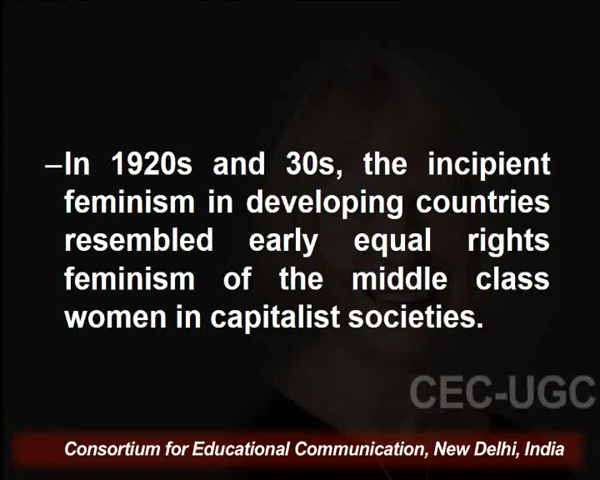 –In 1920s and 30s, the incipient
feminism in developing countries
resembled early equal rights
feminism of the middle class
women in capitalist societies.
CEC-UGC
Consortium for Educational Communication, New Delhi, India